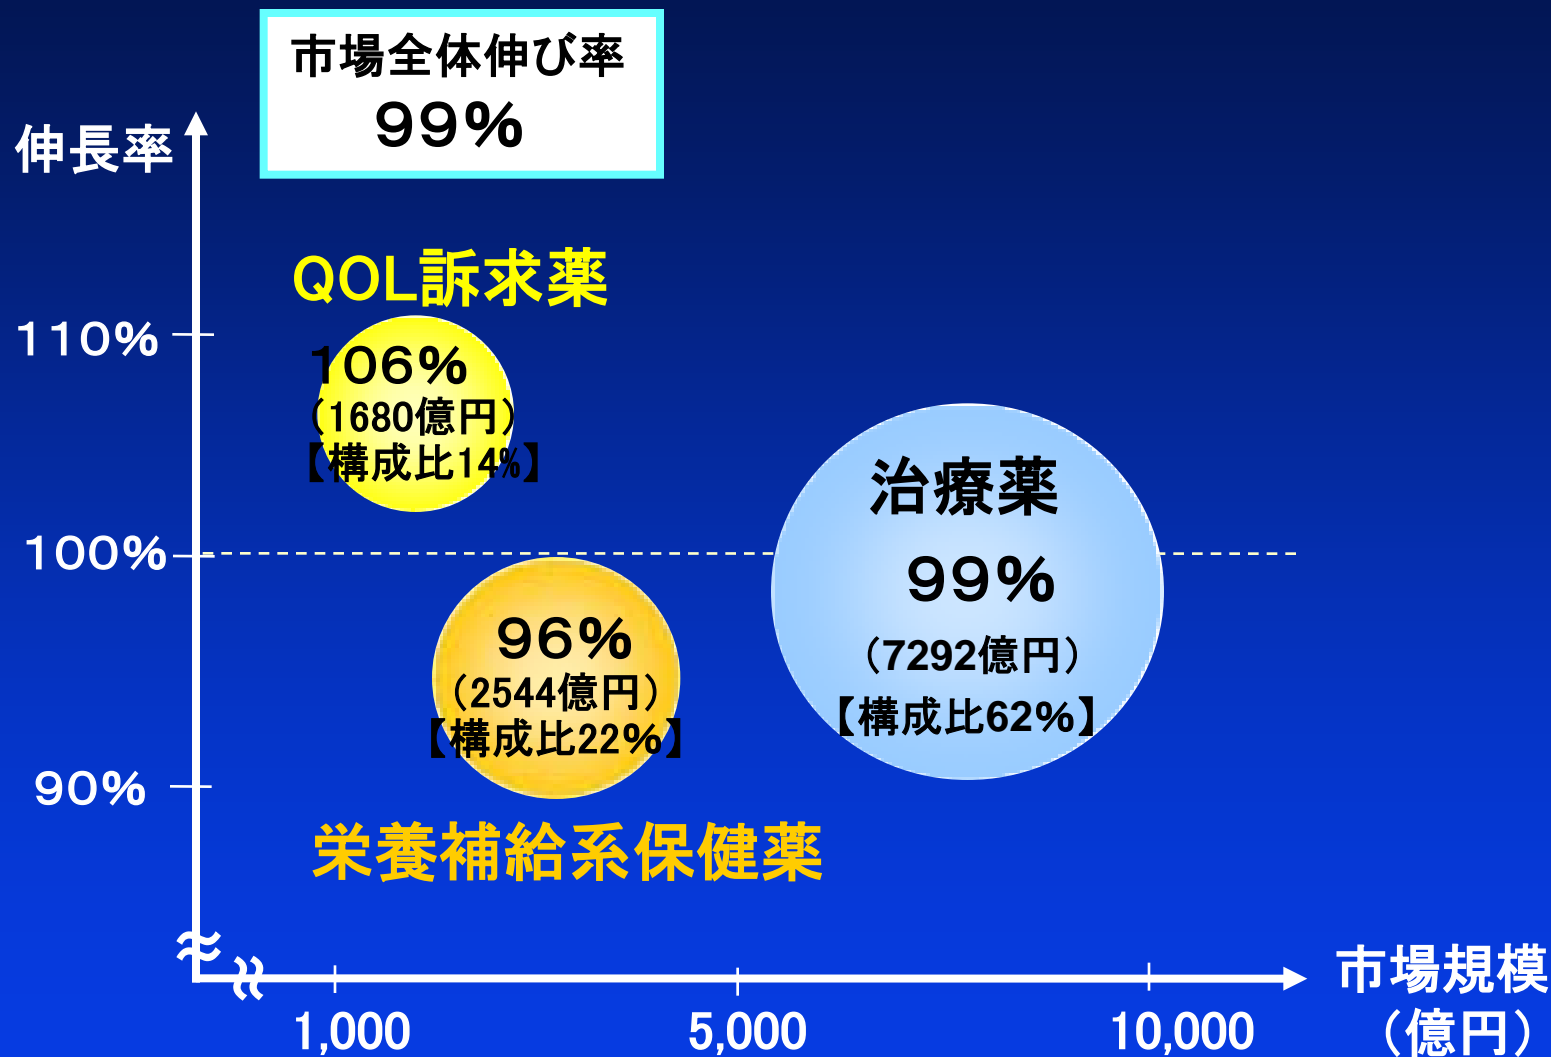 市場全体伸び率
99%
伸長率
QOL訴求薬
110%
106%
（1680億円）
【構成比14%】
治療薬
100%
99%
96%
（7292億円）
（2544億円）
【構成比62%】
【構成比22%】
90%
栄養補給系保健薬
市場規模
（億円）
1,000
5,000
10,000